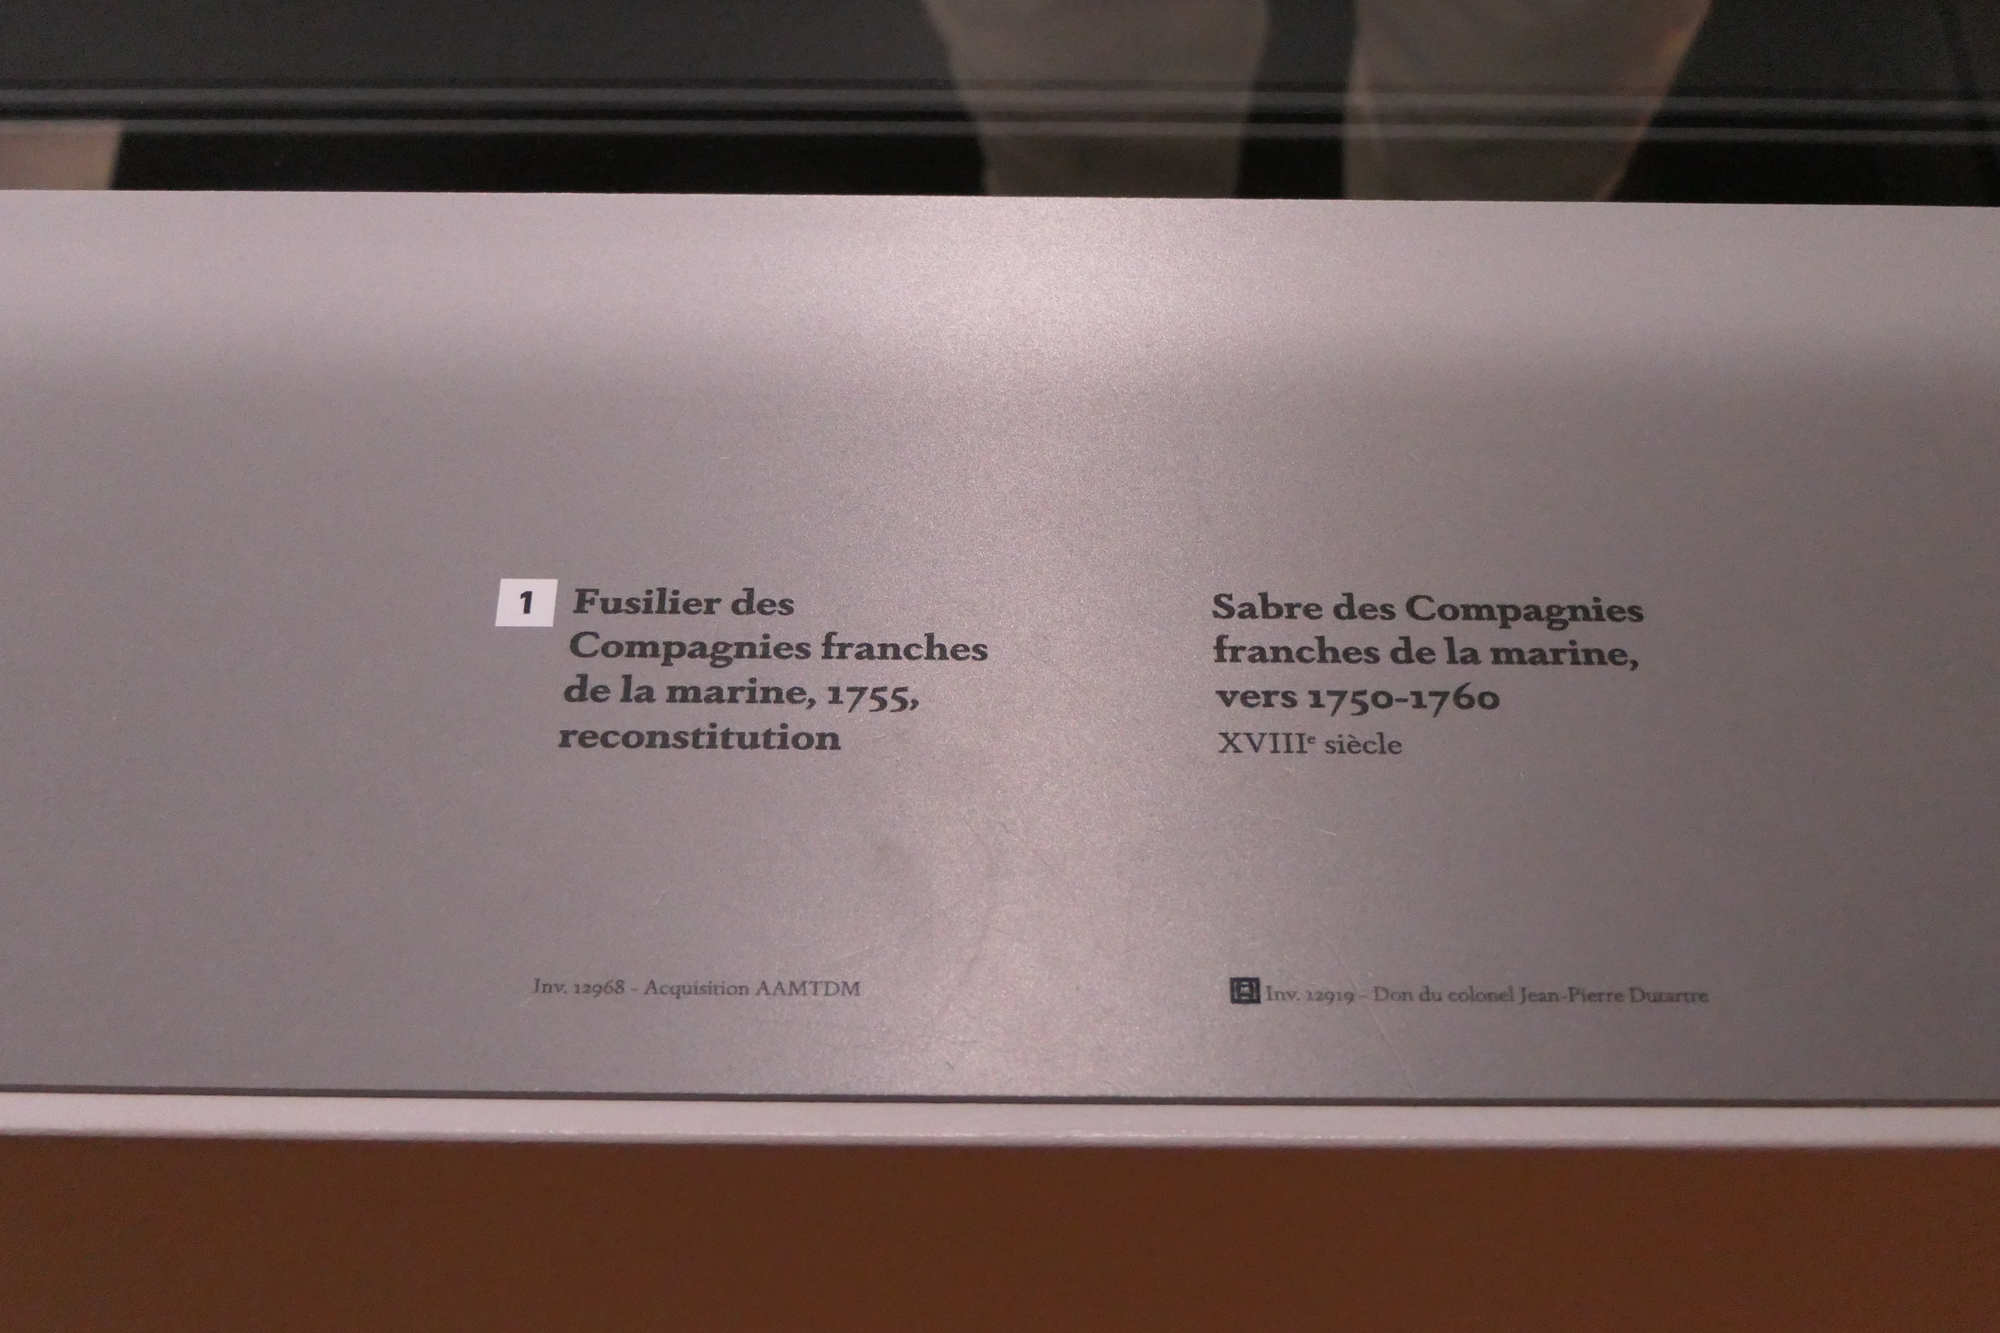 1 Fusilier des
Compagnies franches
de la marine, 1755,
reconstitution
Inv. 12968 - Acquisition AAMTDM
Sabre des Compagnies
franches de la marine,
vers 1750-1760
XVIIIᵉ siècle
Inv. 12919 - Don du colonel Jean-Pierre Dutartre